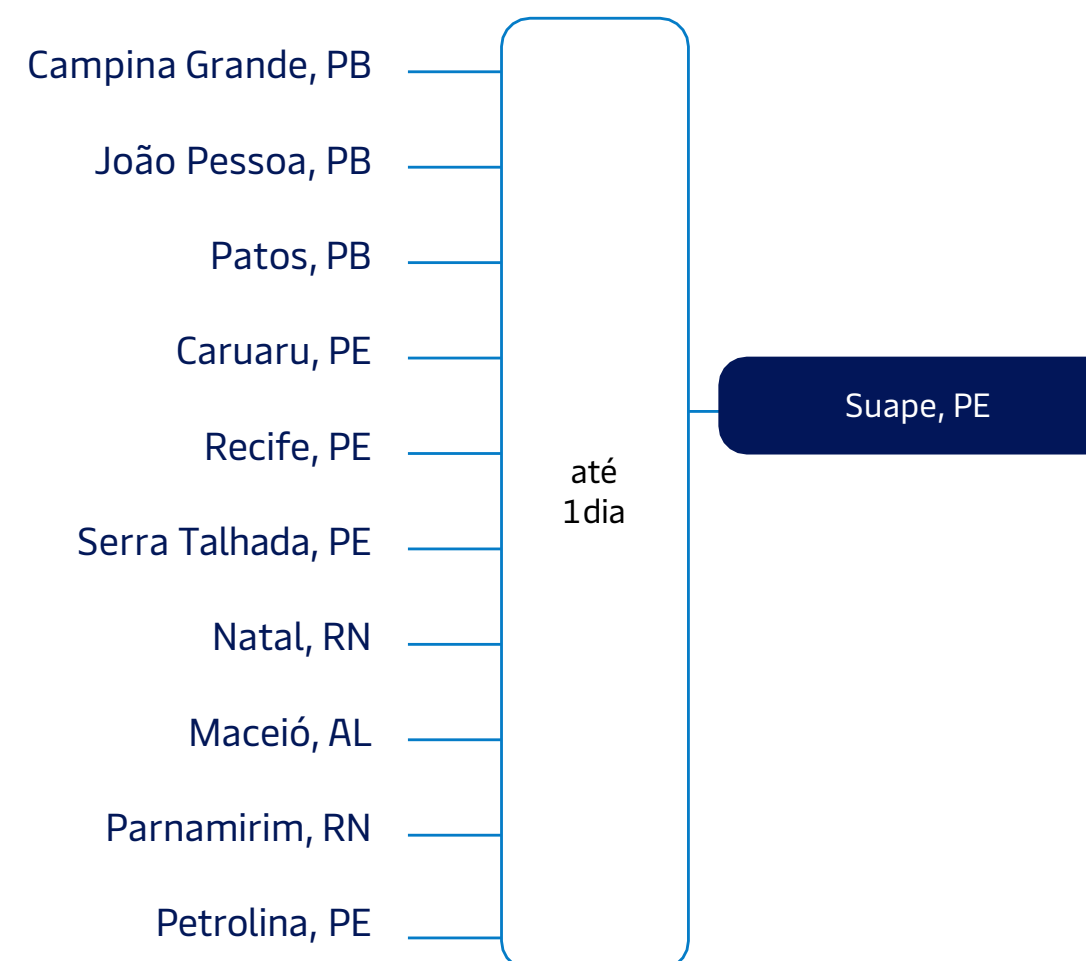 Campina Grande, PB
João Pessoa, PB
Patos, PB
Caruaru, PE
Recife, PE
Serra Talhada, PE
Natal, RN
Maceió, AL
Parnamirim, RN
Petrolina, PE
até
1dia
Suape, PE